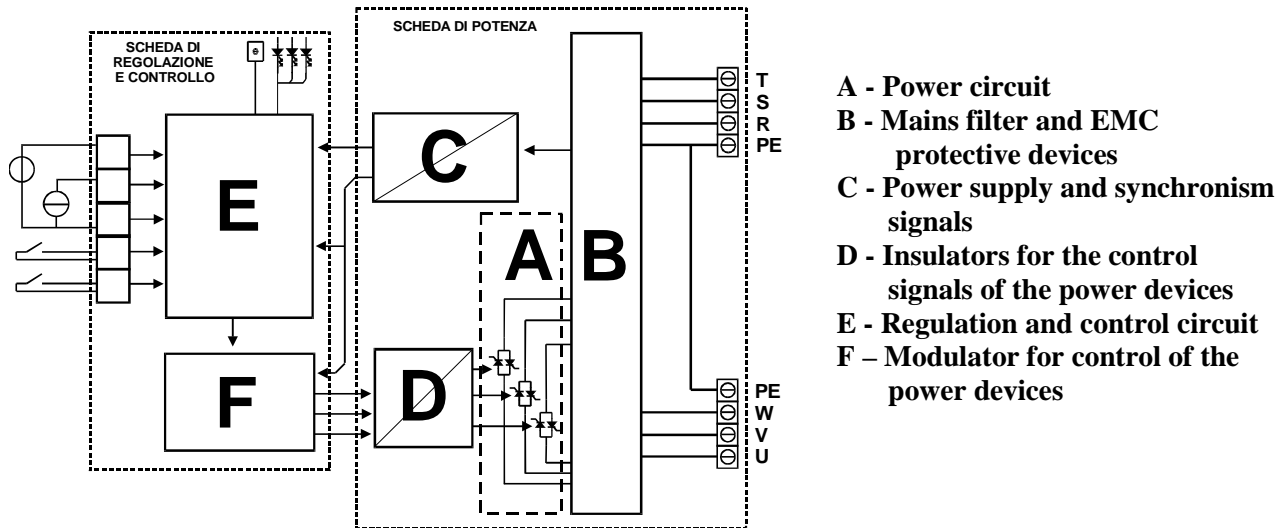 SCHEDA DI POTENZA
SCHEDA DI
REGOLAZIONE
E CONTROLLO
E
C
A
B
F
D
T
S
R
PE
PE
W
V
U
A - Power circuit
B - Mains filter and EMC
protective devices
C - Power supply and synchronism
signals
D - Insulators for the control
signals of the power devices
E - Regulation and control circuit
F – Modulator for control of the
power devices